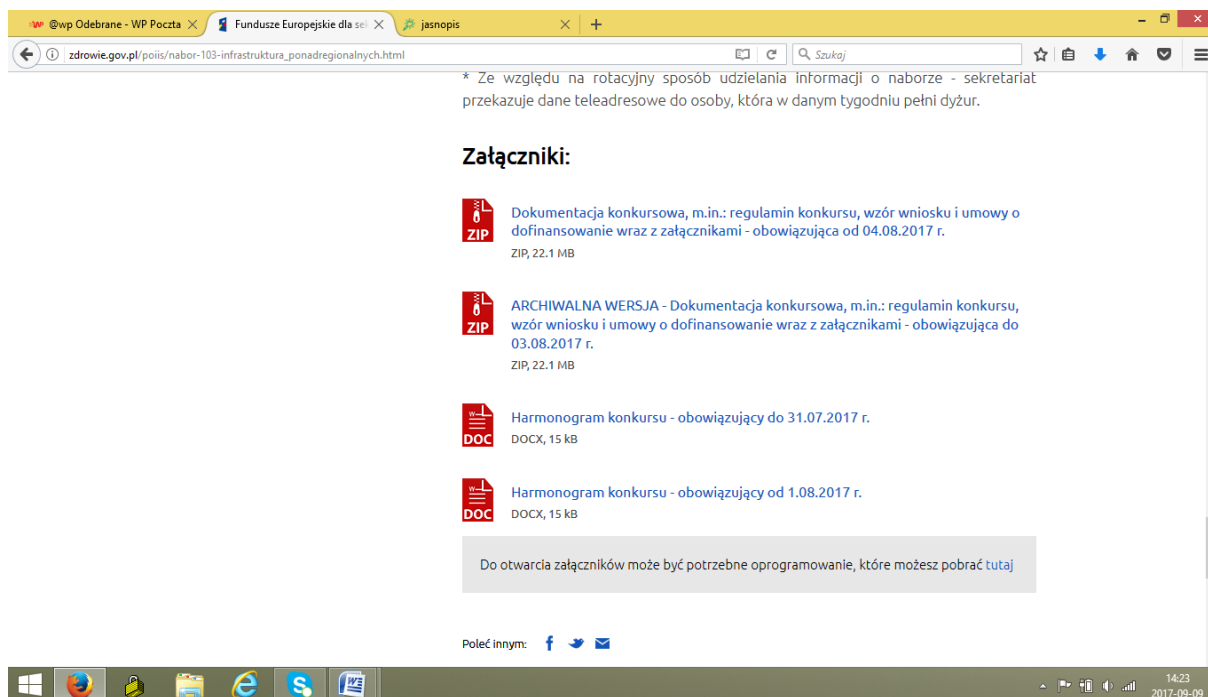 @wp Odebrane - WP Poczta
Fundusze Europejskie dla se
jasnopis
zdrowie.gov.pl/poiis/nabor-103-infrastruktura_ponadregionalnych.html
Szukaj
* Ze względu na rotacyjny sposób udzielania informacji o naborze - sekretariat
przekazuje dane teleadresowe do osoby, która w danym tygodniu pełni dyżur.
Załączniki:
ZIP
Dokumentacja konkursowa, m.in.: regulamin konkursu, wzór wniosku i umowy o
dofinansowanie wraz z załącznikami - obowiązująca od 04.08.2017 r.
ZIP, 22.1 MB
ZIP
ARCHIWALNA WERSJA - Dokumentacja konkursowa, m.in.: regulamin konkursu,
wzór wniosku i umowy o dofinansowanie wraz z załącznikami - obowiązująca do
03.08.2017 r.
ZIP, 22.1 MB
DOC
Harmonogram konkursu - obowiązujący do 31.07.2017 r.
DOCX, 15 kB
DOC
Harmonogram konkursu - obowiązujący od 1.08.2017 r.
DOCX, 15 kB
Do otwarcia załączników może być potrzebne oprogramowanie, które możesz pobrać tutaj
Poleć innym:
14:23
2017-09-09